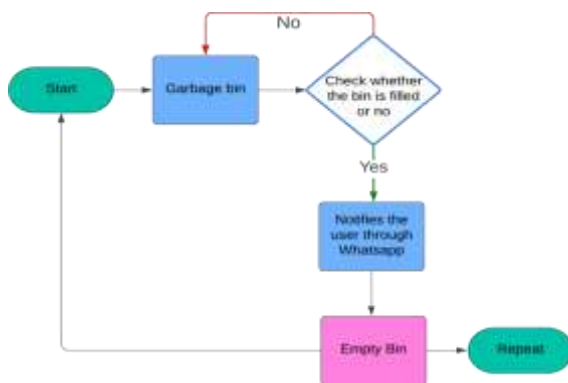 No
Start
Garbage bin
Check whether
the bin is filled
or no
Yes
Notifies the
user through
Whatsapp
Empty Bin
Repeat